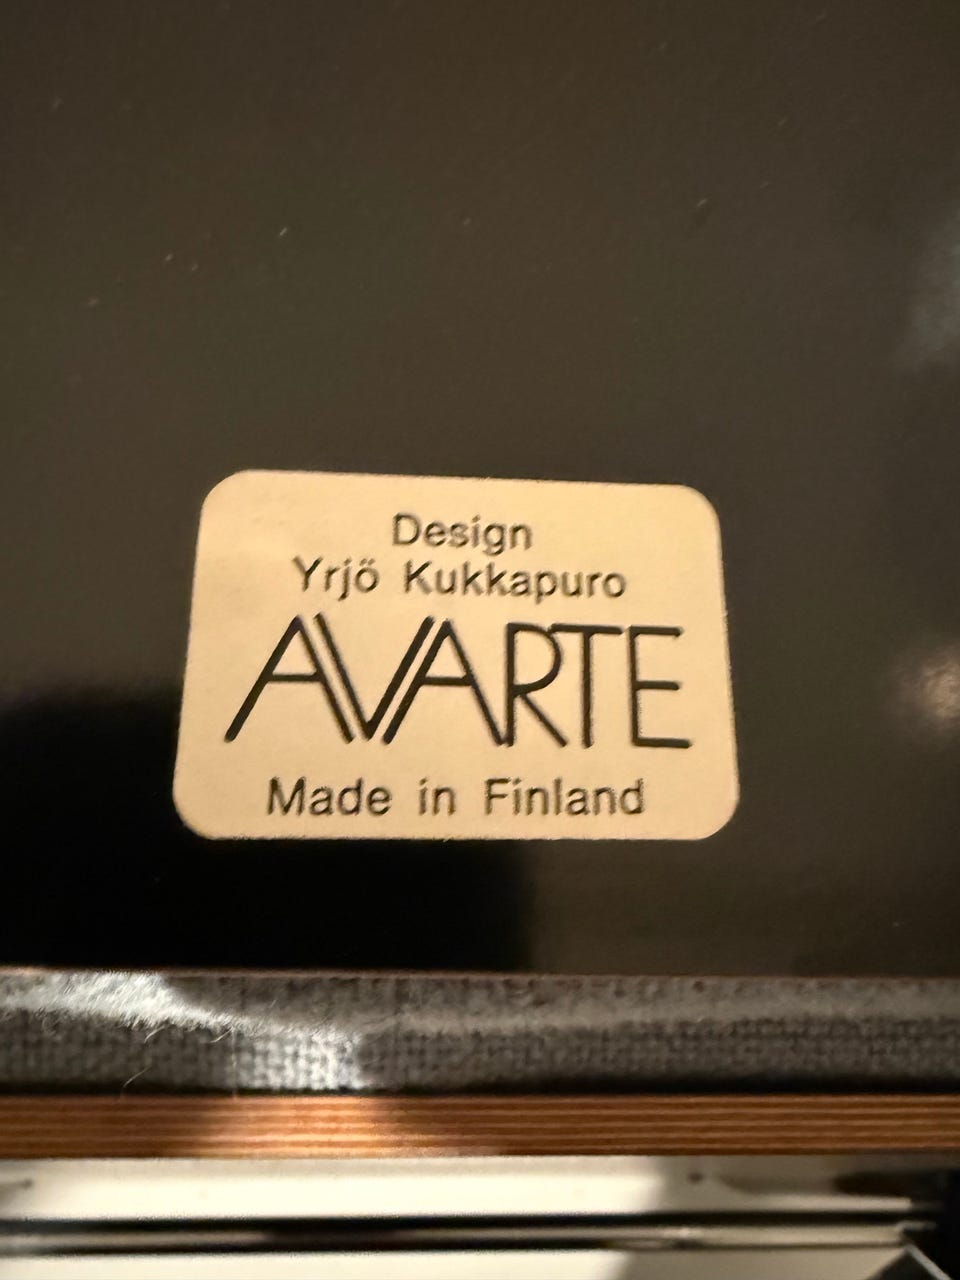 Design
Yrjö Kukkapuro
AVARTE
Made in Finland